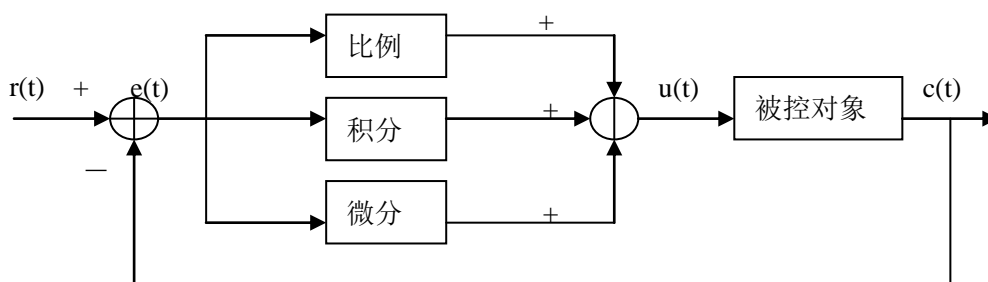 比例
+
r(t) + e(t) 积分 + u(t) 被控对象 c(t)
—
微分
+